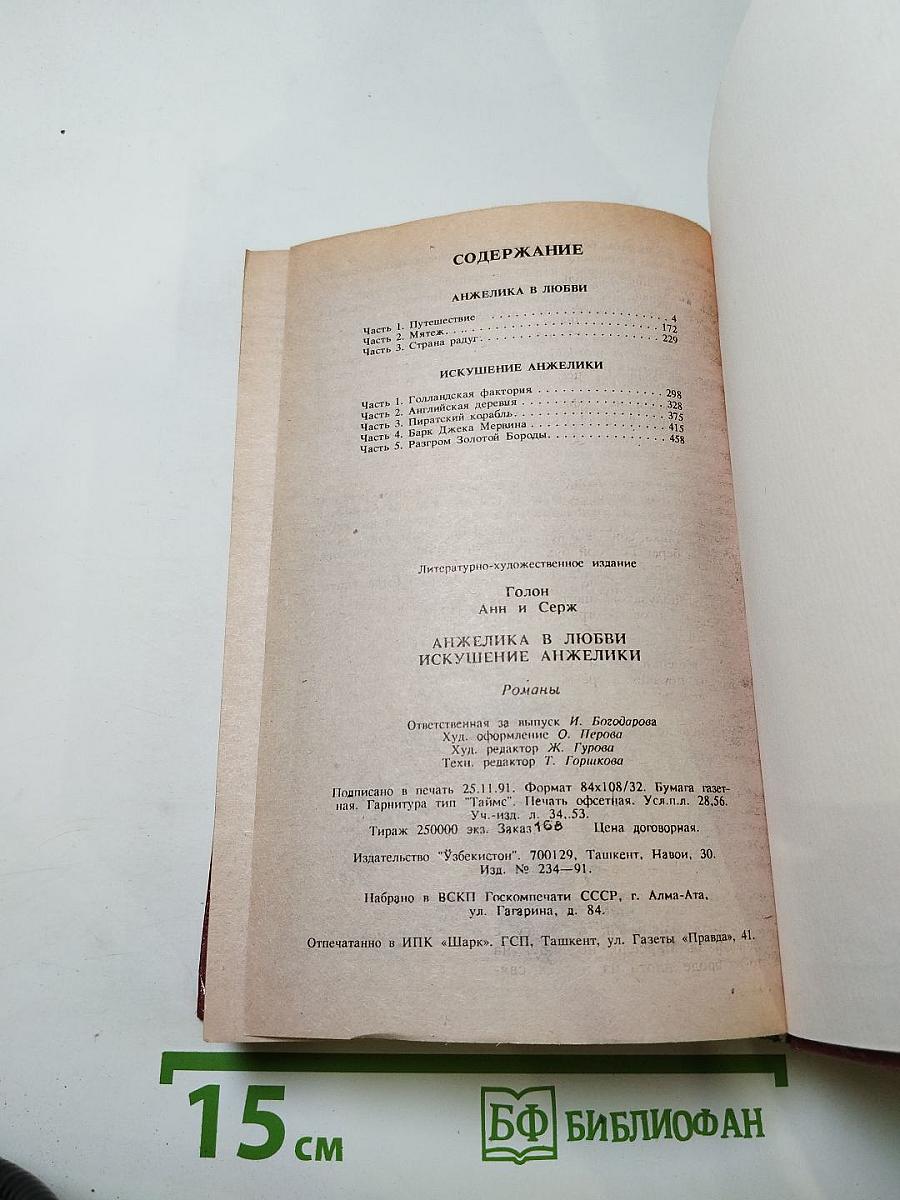 СОДЕРЖАНИЕ
АНЖЕЛИКА В ЛЮБВИ
Часть 1. Путешествие . . . . . . . . . . . . . . . . . . . . 4
Часть 2. Мятеж. . . . . . . . . . . . . . . . . . . . . . . 172
Часть 3. Страна радуг. . . . . . . . . . . . . . . . . . . . 229
ИСКУШЕНИЕ АНЖЕЛИКИ
Часть 1. Голландская фактория . . . . . . . . . . . . . . . 298
Часть 2. Английская деревня . . . . . . . . . . . . . . . . 328
Часть 3. Пиратский корабль. . . . . . . . . . . . . . . . . 375
Часть 4. Барк Джека Мервина . . . . . . . . . . . . . . . . 415
Часть 5. Разгром Золотой Бороды. . . . . . . . . . . . . . 458
Литературно-художественное издание
Голон
Анн и Серж
АНЖЕЛИКА В ЛЮБВИ
ИСКУШЕНИЕ АНЖЕЛИКИ
Романы
Ответственная за выпуск И. Богодарова
Худ. оформление О. Перова
Худ. редактор Ж. Гурова
Техн. редактор Т. Горшкова
Подписано в печать 25.11.91. Формат 84х108/32. Бумага газет-
ная. Гарнитура тип "Таймс". Печать офсетная. Усл.п.л. 28,56.
Уч.-изд. л. 34,.53.
Тираж 250000 экз. Заказ 168 Цена договорная.
Издательство "Ўзбекистон". 700129, Ташкент, Навои, 30.
Изд. № 234—91.
Набрано в ВСКП Госкомпечати СССР, г. Алма-Ата,
ул. Гагарина, д. 84.
Отпечатанно в ИПК «Шарк». ГСП, Ташкент, ул. Газеты «Правда», 41.
15 см
БФ БИБЛИОФАН